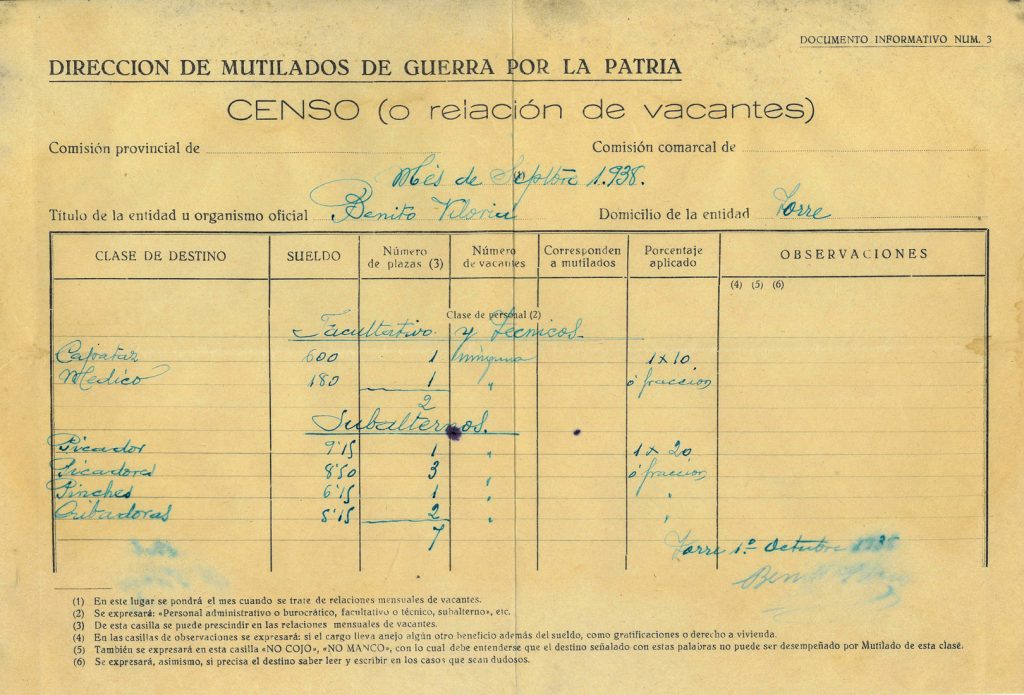 DOCUMENTO INFORMATIVO NUM. 3
DIRECCION DE MUTILADOS DE GUERRA POR LA PATRIA
CENSO (o relación de vacantes)
Comisión provincial de Comisión comarcal de
Més de Sepbre 1.938.
Título de la entidad u organismo oficial Benito Viloria Domicilio de la entidad Torre
CLASE DE DESTINO SUELDO Número de plazas (3) Número de vacantes Corresponden a mutilados Porcentaje aplicado OBSERVACIONES
(4) (5) (6)
Clase de personal (2)
Facultativo y Técnicos.
Capataz 600 1 ninguna 1 x 10
Medico 180 1 " ó fraccion
2
Subalternos.
Picador 9'15 1 " 1 x 20
Picadores 8'50 3 " ó fraccion
Pinches 6'15 1 " "
Cribadoras 5'15 2 " "
7
Torre 1º Octubre 1938
Benito
(1) En este lugar se pondrá el mes cuando se trate de relaciones mensuales de vacantes.
(2) Se expresará: «Personal administrativo o burocrático, facultativo o técnico, subalterno», etc.
(3) De esta casilla se puede prescindir en las relaciones mensuales de vacantes.
(4) En las casillas de observaciones se expresará: si el cargo lleva anejo algún otro beneficio además del sueldo, como gratificaciones o derecho a vivienda.
(5) También se expresará en esta casilla «NO COJO», «NO MANCO», con lo cual debe entenderse que el destino señalado con estas palabras no puede ser desempeñado por Mutilado de esta clase.
(6) Se expresará, asimismo, si precisa el destino saber leer y escribir en los casos que sean dudosos.